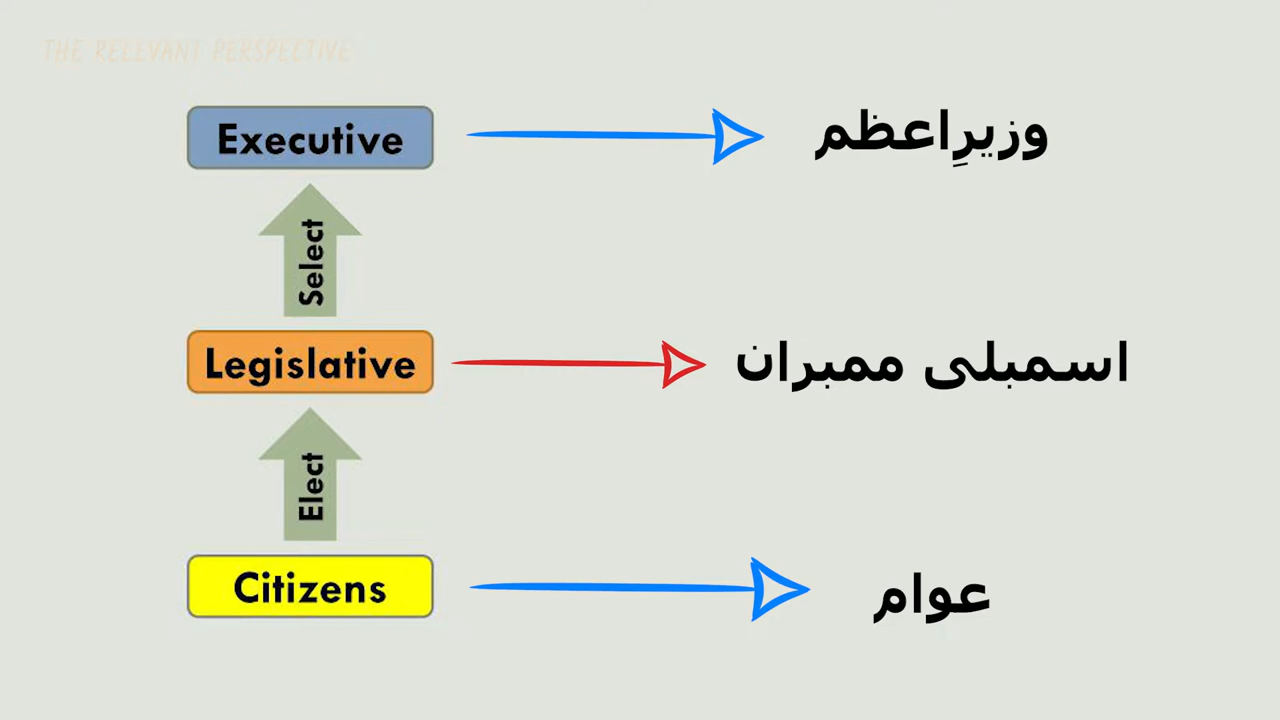 THE RELEVANT PERSPECTIVE
Executive
وزیرِاعظم
Select
Legislative
اسمبلی ممبران
Elect
Citizens
عوام